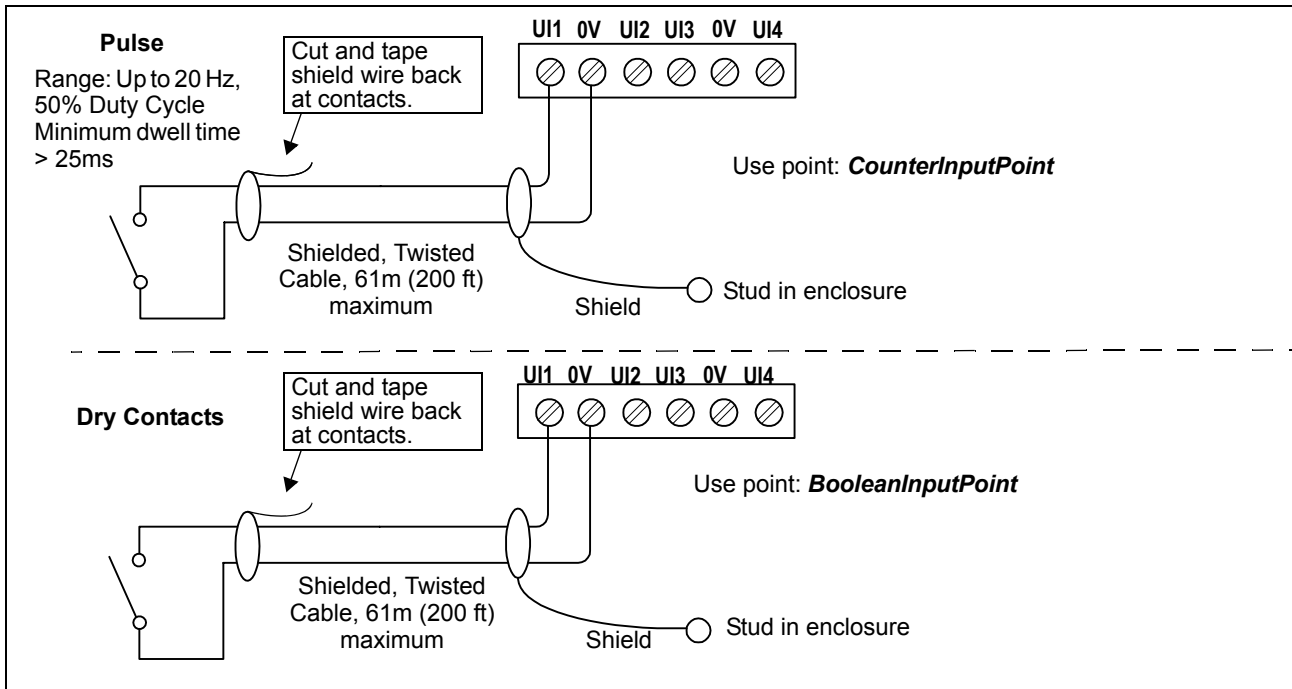 Pulse
Range: Up to 20 Hz,
50% Duty Cycle
Minimum dwell time
> 25ms
Cut and tape
shield wire back
at contacts.
UI1 0V UI2 UI3 0V UI4
Use point: CounterInputPoint
Shielded, Twisted
Cable, 61m (200 ft)
maximum
Shield
Stud in enclosure
Dry Contacts
Cut and tape
shield wire back
at contacts.
UI1 0V UI2 UI3 0V UI4
Use point: BooleanInputPoint
Shielded, Twisted
Cable, 61m (200 ft)
maximum
Shield
Stud in enclosure